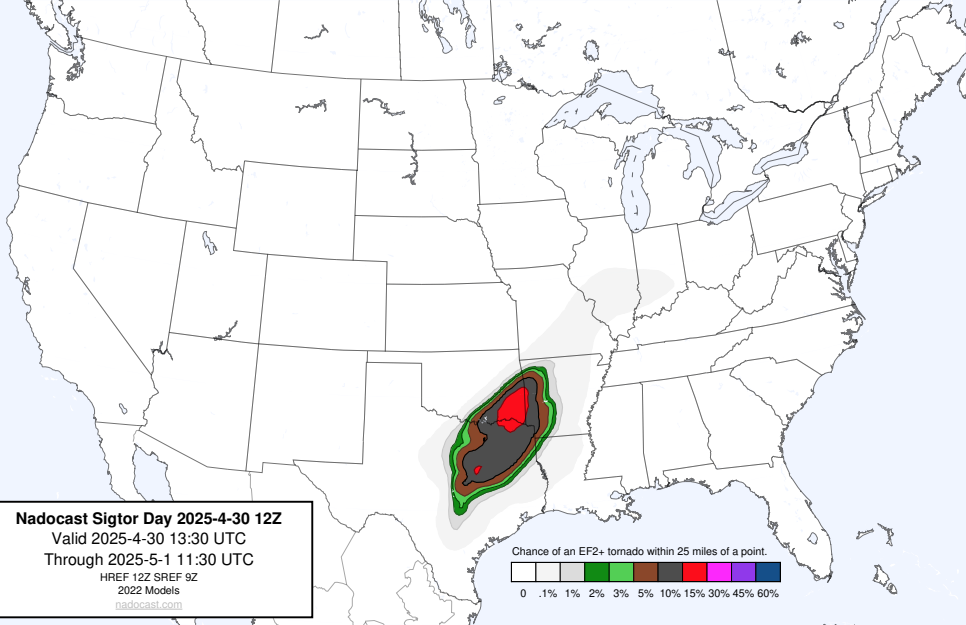 Nadocast Sigtor Day 2025-4-30 12Z
Valid 2025-4-30 13:30 UTC
Through 2025-5-1 11:30 UTC
HREF 12Z SREF 9Z
2022 Models
nadocast.com
Chance of an EF2+ tornado within 25 miles of a point.
0 .1% 1% 2% 3% 5% 10% 15% 30% 45% 60%